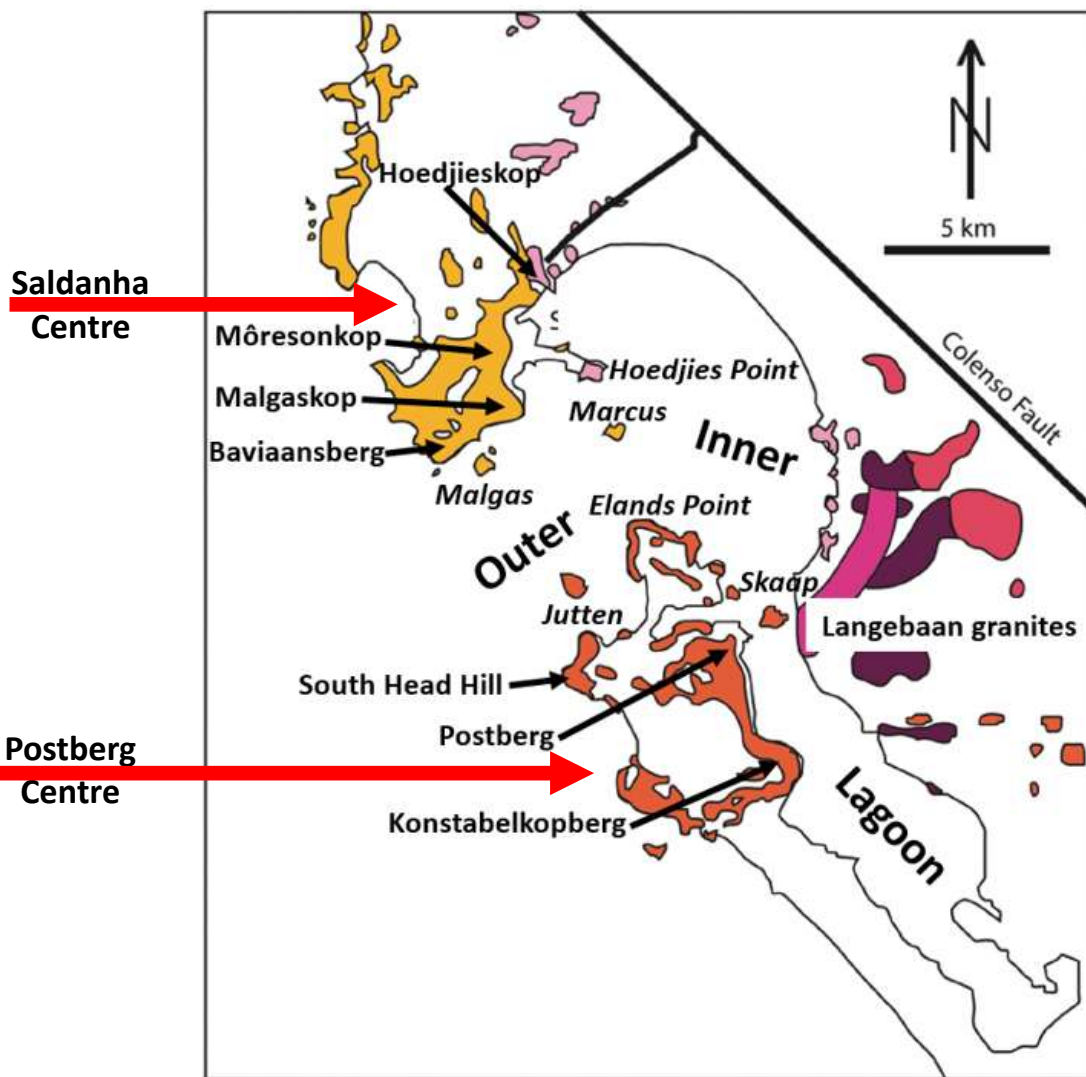 Hoedjieskop
N
5 km
Saldanha
Centre
Môresonkop
Malgaskop
Baviaansberg
Hoedjies Point
Marcus
Malgas
Inner
Outer
Colenso Fault
Elands Point
Skaap
Jutten
Langebaan granites
South Head Hill
Postberg
Postberg
Centre
Konstabelkopberg
Lagoon